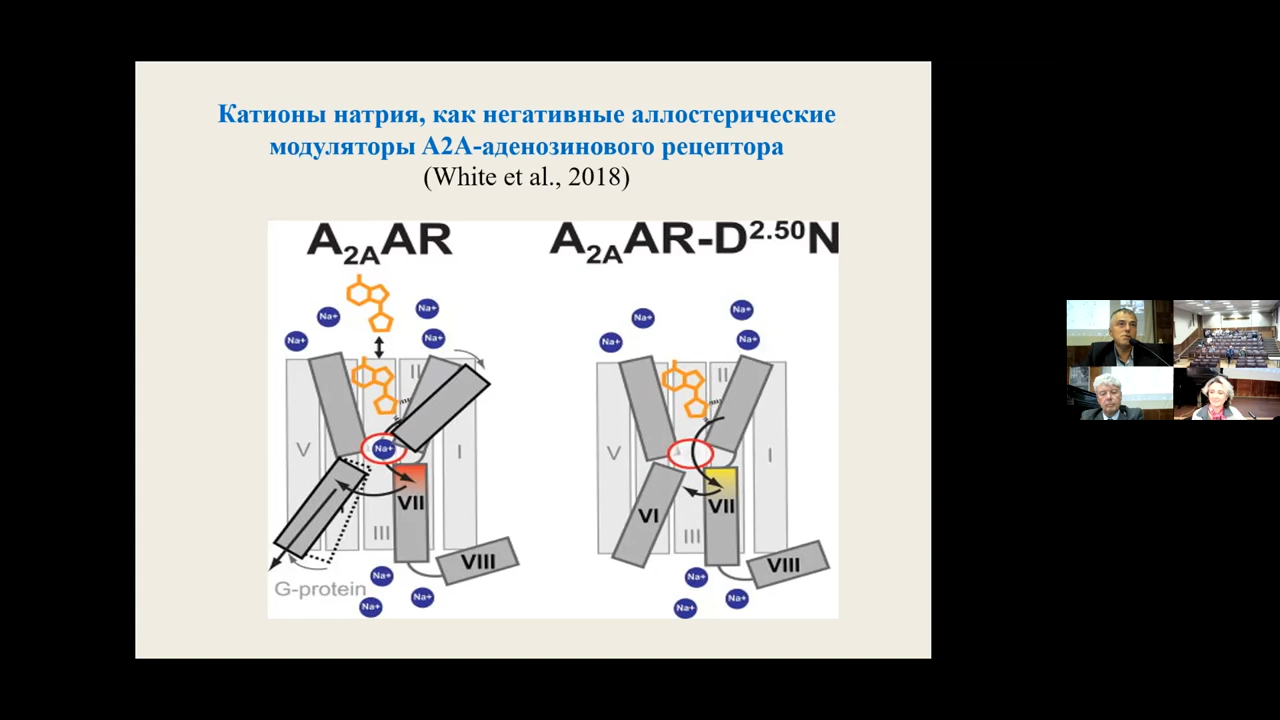 Катионы натрия, как негативные аллостерические
модуляторы A2A-аденозинового рецептора
(White et al., 2018)
A2AAR
A2AAR-D2.50N
Na+
Na+
Na+
Na+
Na+
Na+
Na+
Na+
II
II
V
Na+
I
V
I
VII
VI
VII
III
III
VIII
VIII
G-protein
Na+
Na+
Na+
Na+
Na+
Na+